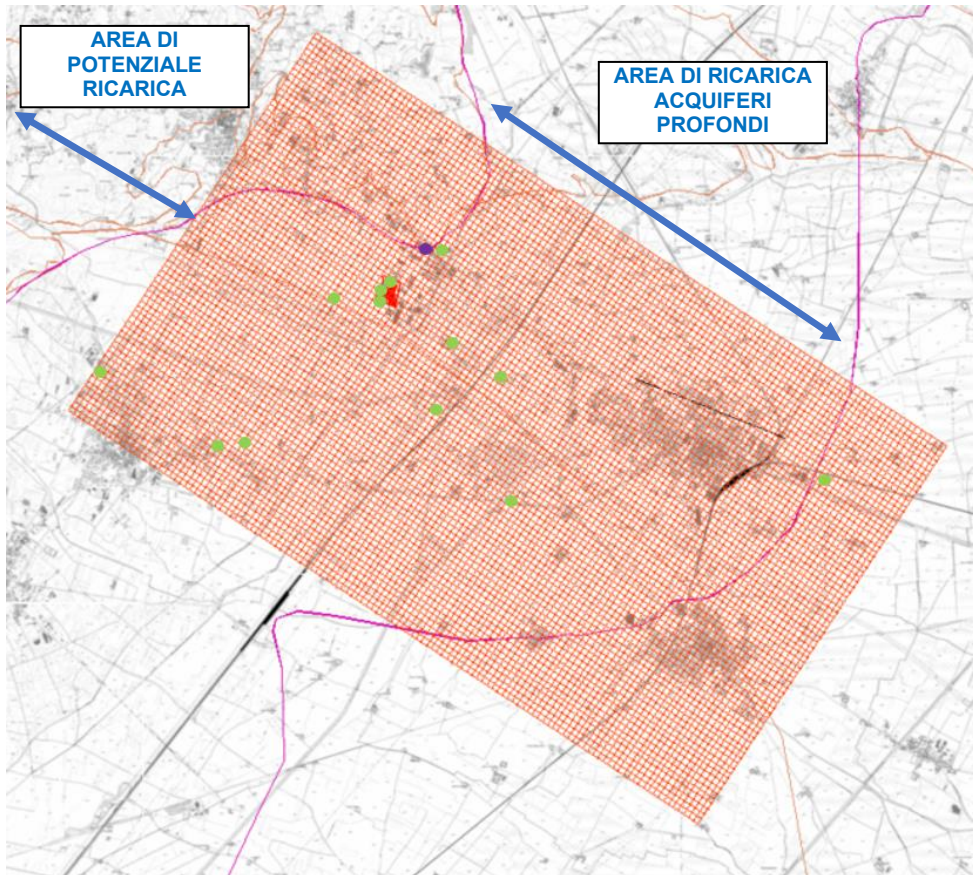 AREA DI
POTENZIALE
RICARICA
AREA DI RICARICA
ACQUIFERI
PROFONDI